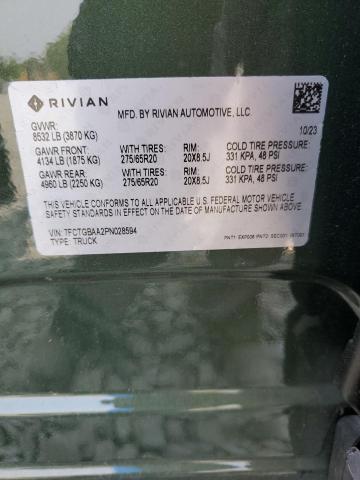 RIVIAN
MFD. BY RIVIAN AUTOMOTIVE, LLC
10/23
GVWR:
8532 LB (3870 KG)
GAWR FRONT: WITH TIRES: RIM: COLD TIRE PRESSURE:
4134 LB (1875 KG) 275/65R20 20X8.5J 331 KPA, 48 PSI
GAWR REAR: WITH TIRES: RIM: COLD TIRE PRESSURE:
4960 LB (2250 KG) 275/65R20 20X8.5J 331 KPA, 48 PSI
THIS VEHICLE CONFORMS TO ALL APPLICABLE U.S. FEDERAL MOTOR VEHICLE
SAFETY STANDARDS IN EFFECT ON THE DATE OF MANUFACTURE SHOWN
ABOVE.
VIN: 7FCTGBAA2PN028594
TYPE: TRUCK
PNT1: EXP006 PNT2: SEC001